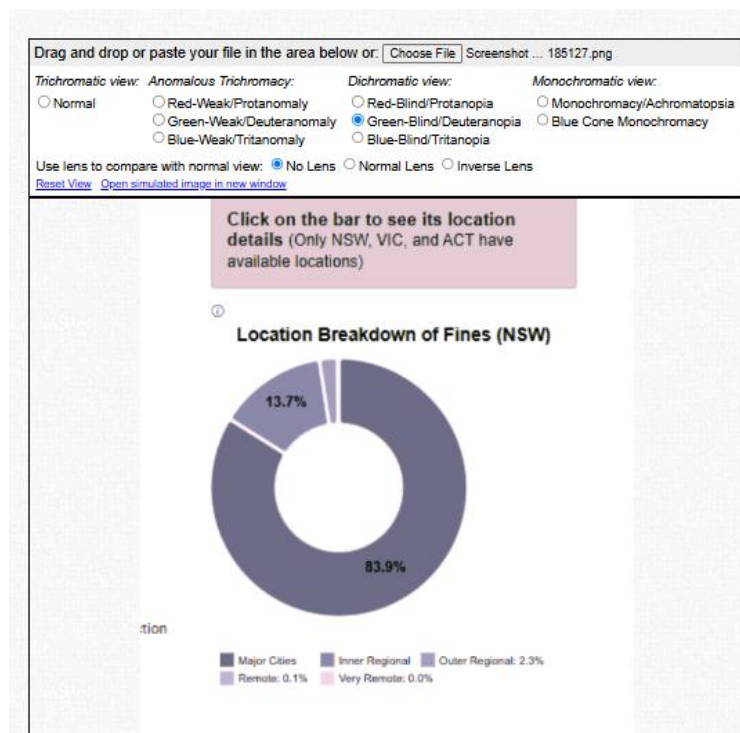 Drag and drop or paste your file in the area below or: Choose File Screenshot ... 185127.png
Trichromatic view: Anomalous Trichromacy: Dichromatic view: Monochromatic view:
Normal Red-Weak/Protanomaly Red-Blind/Protanopia Monochromacy/Achromatopsia
Green-Weak/Deuteranomaly Green-Blind/Deuteranopia Blue Cone Monochromacy
Blue-Weak/Tritanomaly Blue-Blind/Tritanopia
Use lens to compare with normal view: No Lens Normal Lens Inverse Lens
Reset View Open simulated image in new window
Click on the bar to see its location
details (Only NSW, VIC, and ACT have
available locations)
Location Breakdown of Fines (NSW)
13.7%
83.9%
:tion
Major Cities Inner Regional Outer Regional: 2.3%
Remote: 0.1% Very Remote: 0.0%